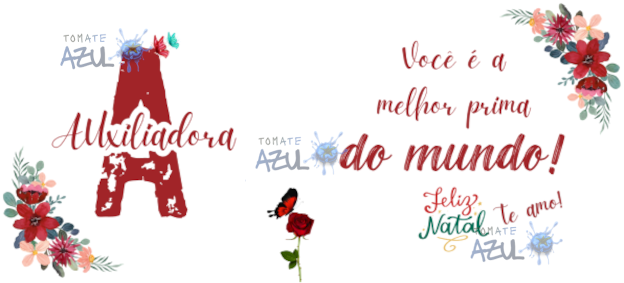 TOMATE
AZUL
A
AUxiliadora
TOMATE
AZUL
Você é a
melhor prima
do mundo!
Feliz
Natal
te amo!
TOMATE
AZUL